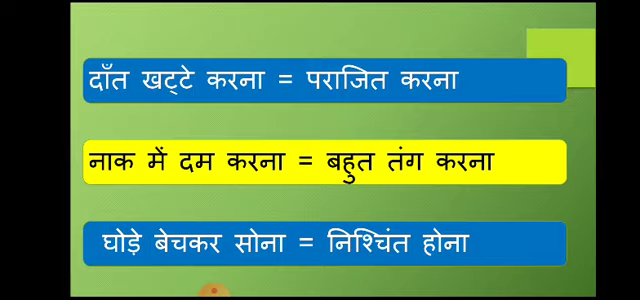 दाँत खट्टे करना = पराजित करना
नाक में दम करना = बहुत तंग करना
घोड़े बेचकर सोना = निश्चिंत होना